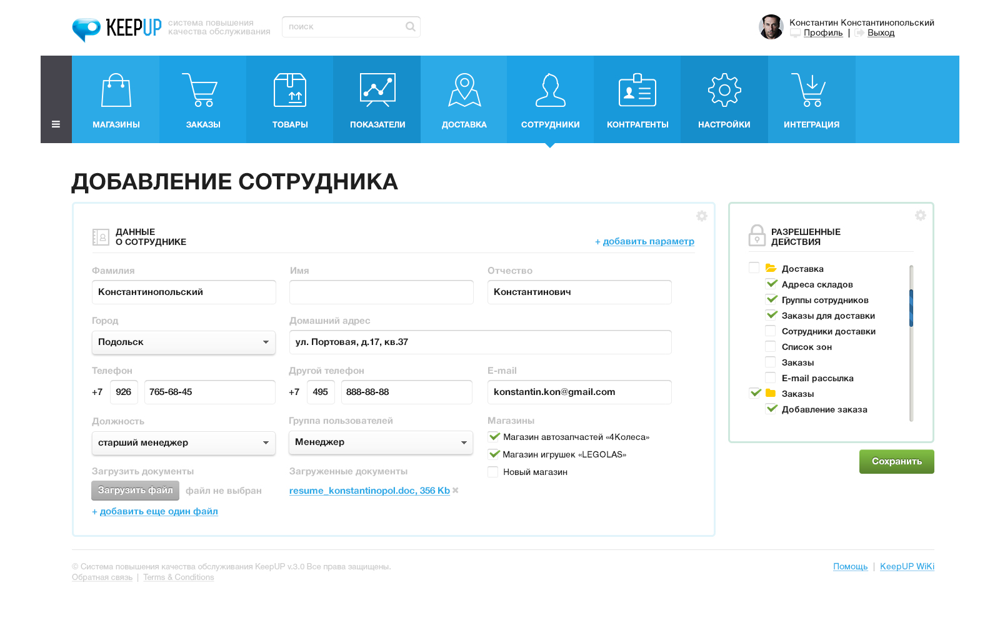 KEEPUP
система повышения
качества обслуживания
поиск
Константин Константинопольский
Профиль | Выход
МАГАЗИНЫ
ЗАКАЗЫ
ТОВАРЫ
ПОКАЗАТЕЛИ
ДОСТАВКА
СОТРУДНИКИ
КОНТРАГЕНТЫ
НАСТРОЙКИ
ИНТЕГРАЦИЯ
ДОБАВЛЕНИЕ СОТРУДНИКА
ДАННЫЕ
О СОТРУДНИКЕ
+ добавить параметр
Фамилия
Константинопольский
Имя
Отчество
Константинович
Город
Подольск
Домашний адрес
ул. Портовая, д.17, кв.37
Телефон
+7 926 765-68-45
Другой телефон
+7 495 888-88-88
E-mail
konstantin.kon@gmail.com
Должность
старший менеджер
Группа пользователей
Менеджер
Магазины
Магазин автозапчастей «4Колеса»
Магазин игрушек «LEGOLAS»
Новый магазин
Загрузить документы
Загрузить файл файл не выбран
+ добавить еще один файл
Загруженные документы
resume_konstantinopol.doc, 356 Kb
РАЗРЕШЕННЫЕ
ДЕЙСТВИЯ
Доставка
Адреса складов
Группы сотрудников
Заказы для доставки
Сотрудники доставки
Список зон
Заказы
E-mail рассылка
Заказы
Добавление заказа
Сохранить
© Система повышения качества обслуживания KeepUP v.3.0 Все права защищены.
Обратная связь | Terms & Conditions
Помощь | KeepUP WiKi